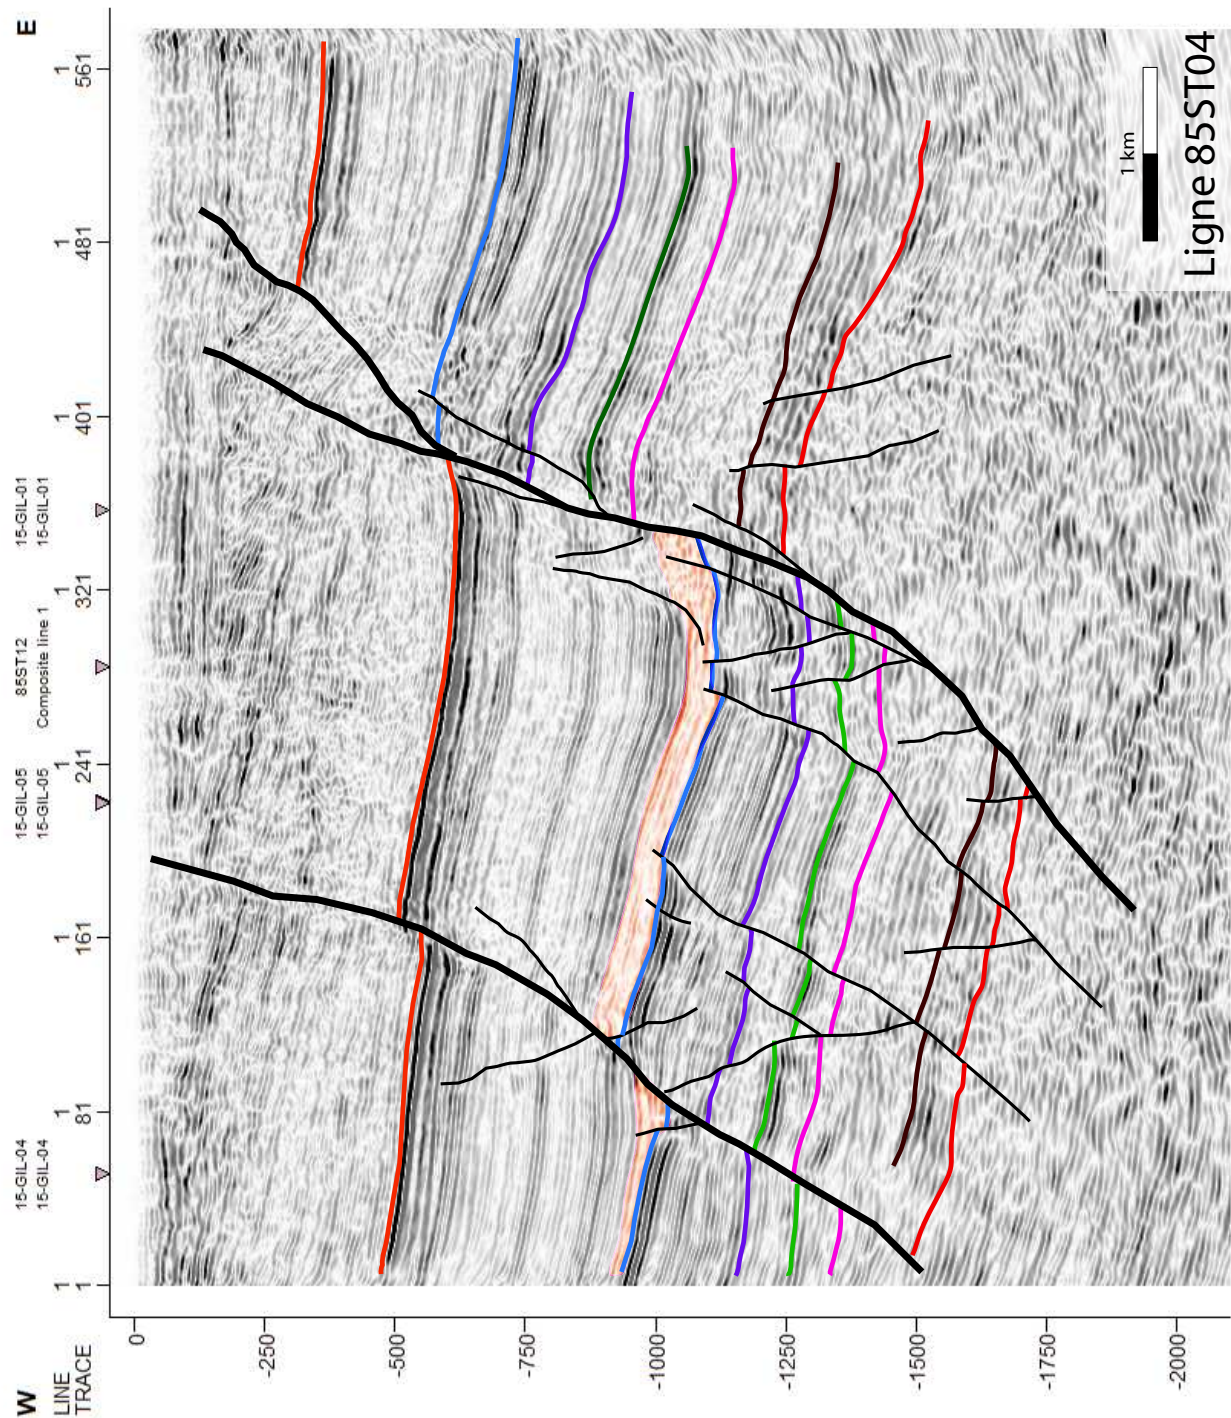 W
E
15-GIL-04
15-GIL-05
85ST12
15-GIL-01
15-GIL-04
15-GIL-05
Composite line 1
15-GIL-01
LINE
1
1
1
1
1
1
1
1
TRACE
1
81
161
241
321
401
481
561
0
-250
-500
-750
-1000
-1250
-1500
-1750
-2000
1 km
Ligne 85ST04